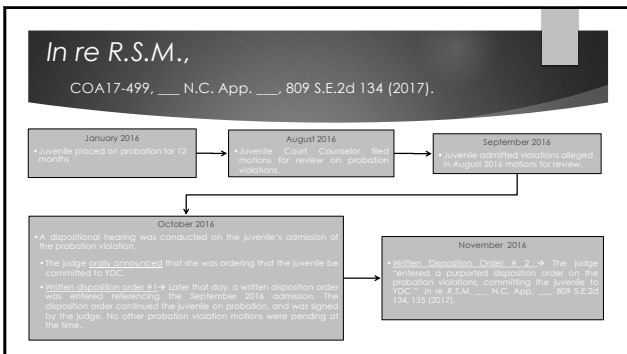 In re R.S.M.,
COA17-499, ___ N.C. App. ___, 809 S.E.2d 134 (2017).
January 2016
• Juvenile placed on probation for 12
months
August 2016
• Juvenile Court Counselor filed
motions for review on probation
violations.
September 2016
• Juvenile admitted violations alleged
in August 2016 motions for review.
October 2016
• A dispositional hearing was conducted on the juvenile's admission of
the probation violation.
• The judge orally announced that she was ordering that the juvenile be
committed to YDC.
• Written disposition order #1→ Later that day, a written disposition order
was entered referencing the September 2016 admission. The
disposition order continued the juvenile on probation, and was signed
by the judge. No other probation violation motions were pending at
the time.
November 2016
• Written Disposition Order # 2 → The judge
"entered a purported disposition order on the
probation violations, committing the juvenile to
YDC." In re R.S.M, ___ N.C. App. ___, 809 S.E.2d
134, 135 (2017).